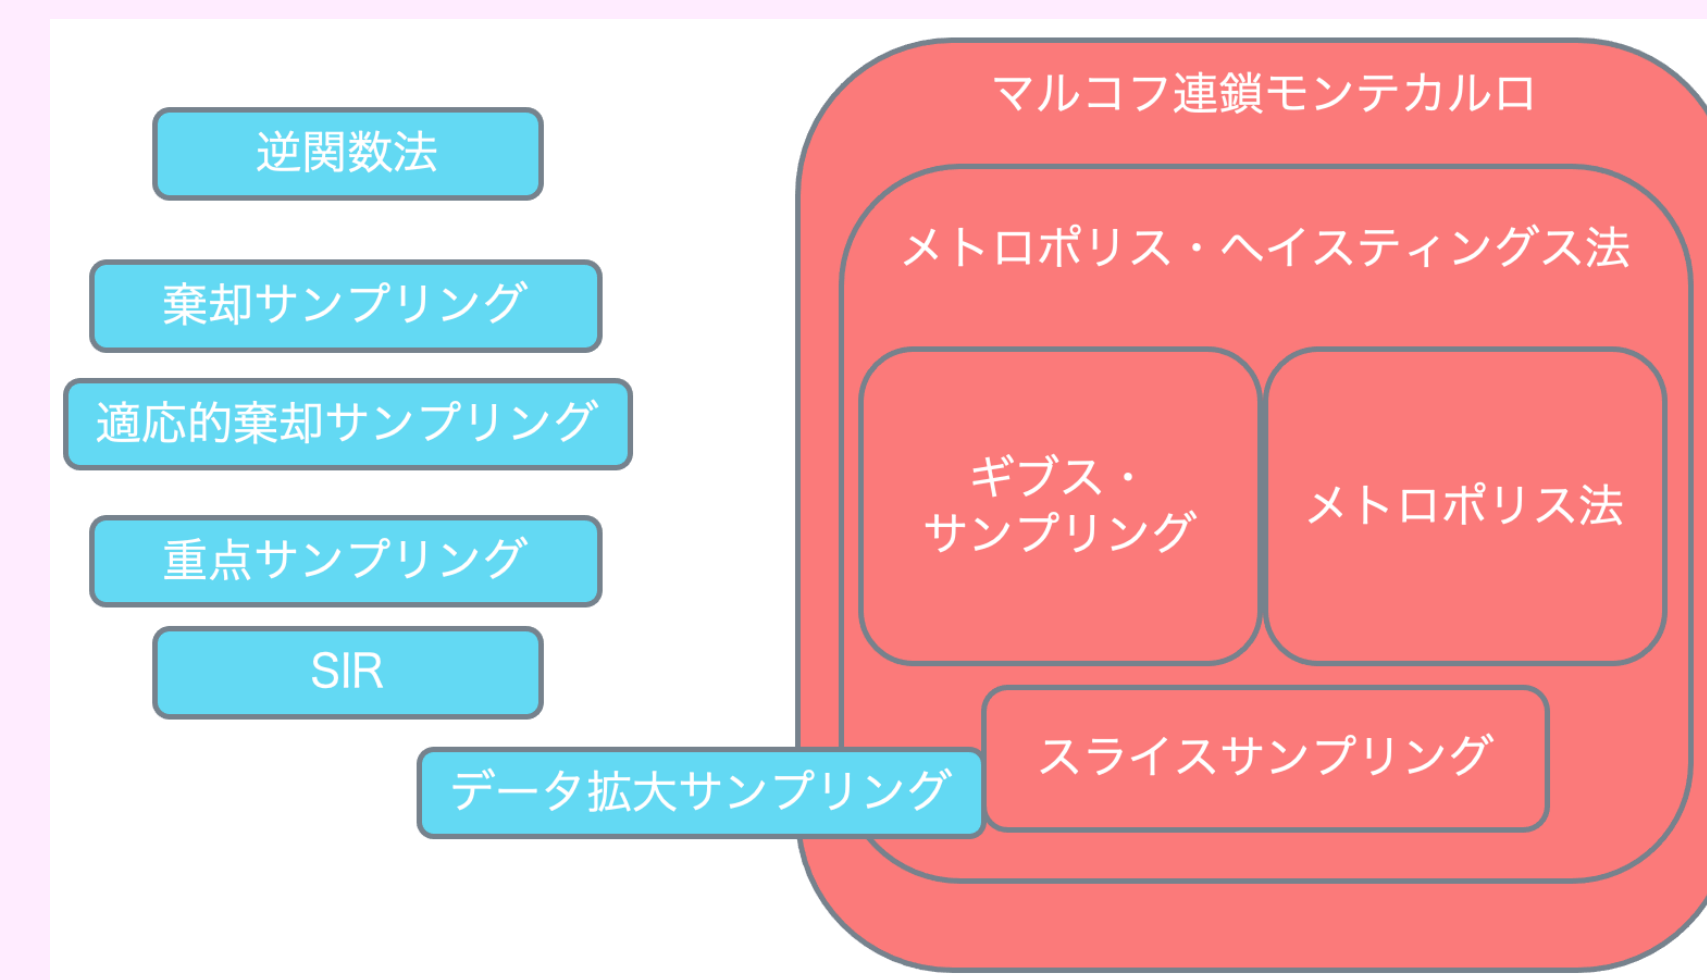 逆関数法
棄却サンプリング
適応的棄却サンプリング
重点サンプリング
SIR
データ拡大サンプリング
マルコフ連鎖モンテカルロ
メトロポリス・ヘイスティングス法
ギブス・
サンプリング
メトロポリス法
スライスサンプリング